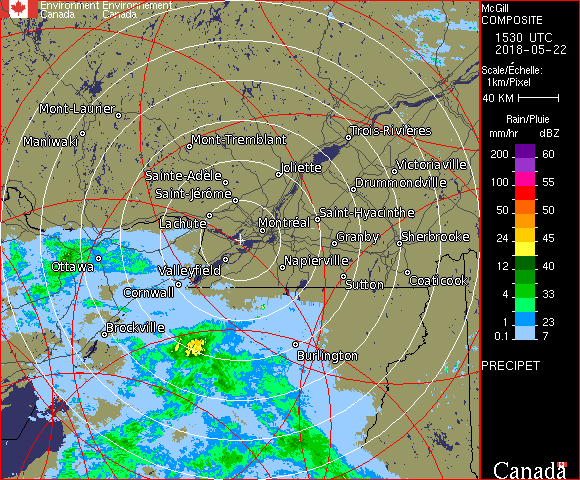 Environment Environnement
Canada Canada
McGill
COMPOSITE
1530 UTC
2018-05-22
Scale/Échelle:
1km/Pixel
40 KM
Rain/Pluie
mm/hr dBZ
200 60
100 55
50 50
24 45
12 40
4 33
1 23
0.1 7
PRECIPET
Canada
Mont-Laurier
Maniwaki
Mont-Tremblant
Trois-Rivières
Joliette
Victoriaville
Sainte-Adèle
Drummondville
Saint-Jérôme
Saint-Hyacinthe
Lachute
Montréal
Granby
Sherbrooke
Ottawa
Valleyfield
Napierville
Cornwall
Sutton
Coaticook
Brockville
Burlington